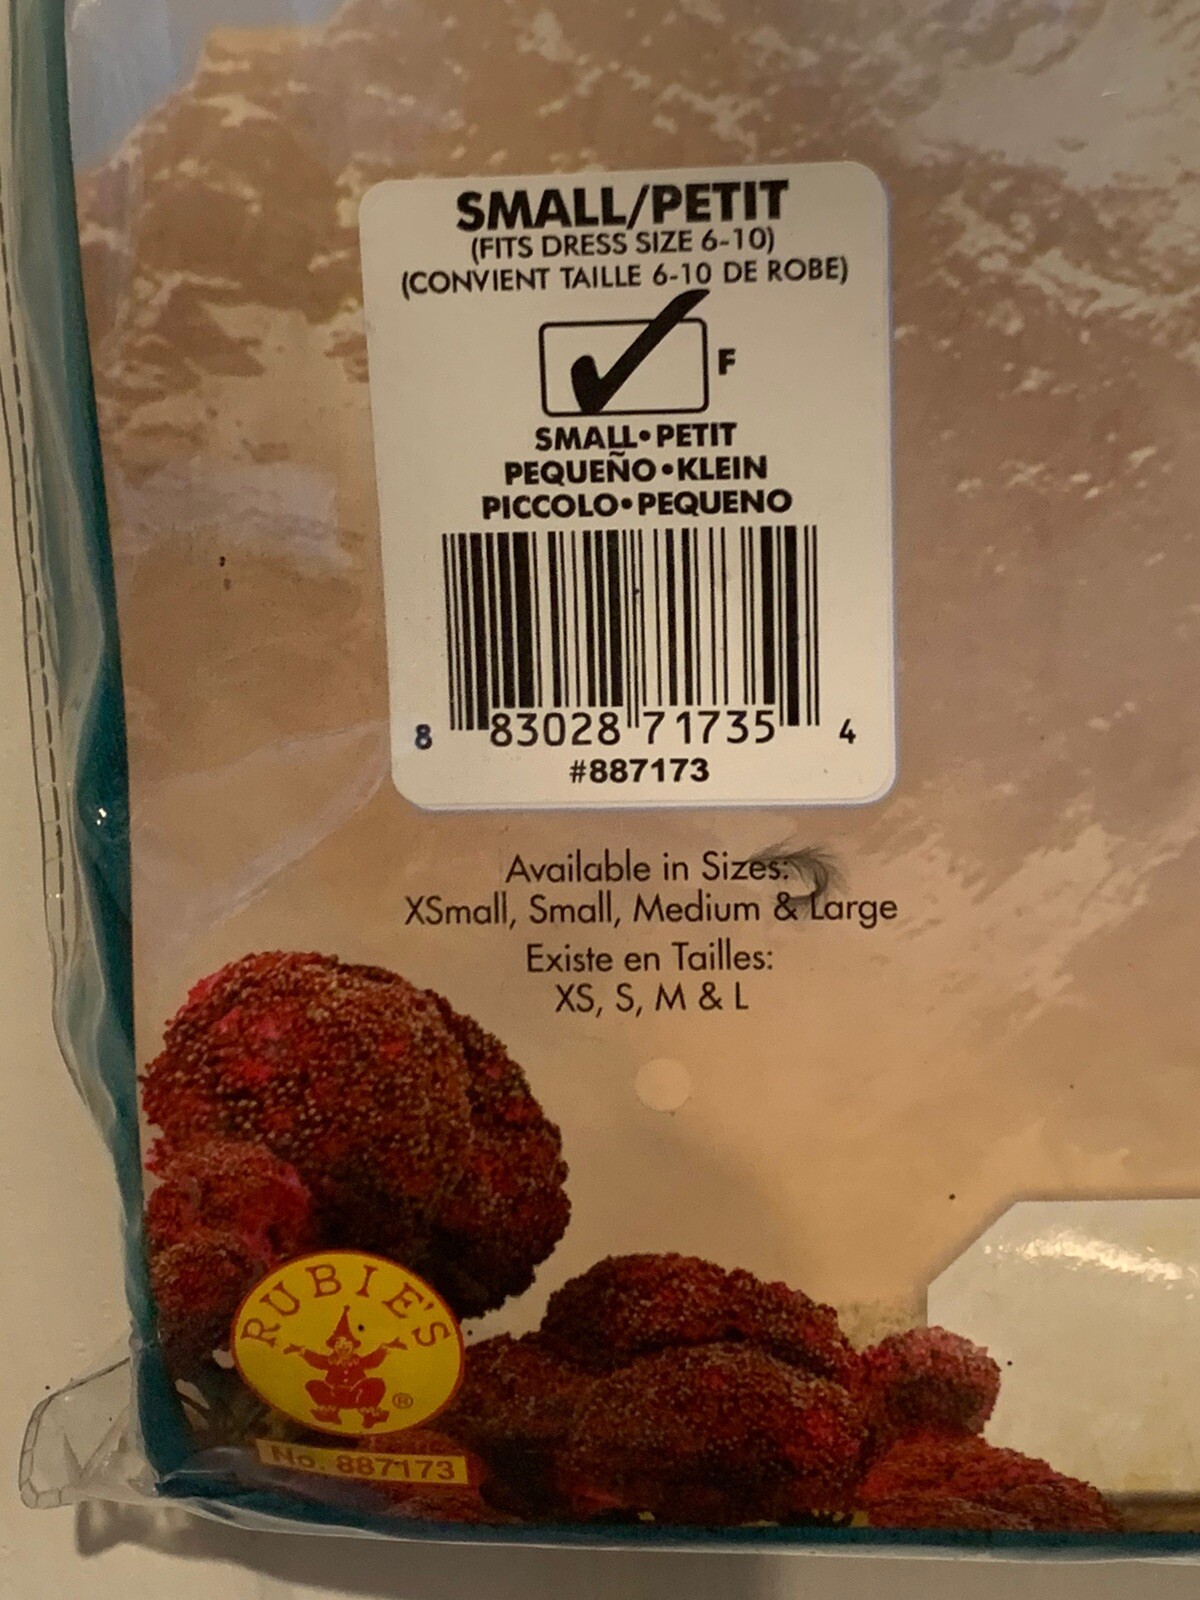 SMALL/PETIT
(FITS DRESS SIZE 6-10)
(CONVIENT TAILLE 6-10 DE ROBE)
F
SMALL•PETIT
PEQUEÑO•KLEIN
PICCOLO•PEQUENO
8 83028 71735 4
#887173
Available in Sizes:
XSmall, Small, Medium & Large
Existe en Tailles:
XS, S, M & L
RUBIE'S
®
No. 887173